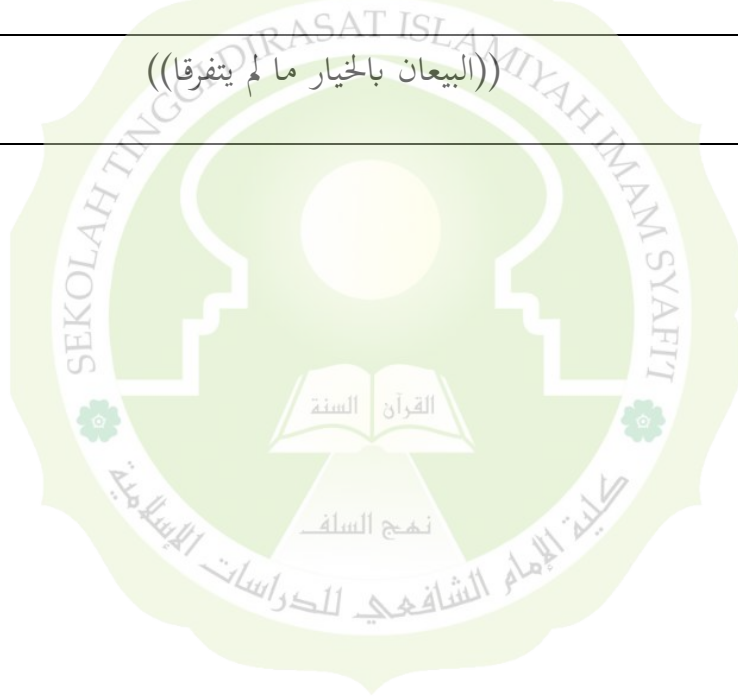 ((البيعان بالخيار ما لم يتفرقا))
SEKOLAH TINGGI DIRASAT ISLAMIYAH IMAM SYAFI'I
القرآن السنة
نهج السلف
كلية الإمام الشافعي للدراسات الإسلامية